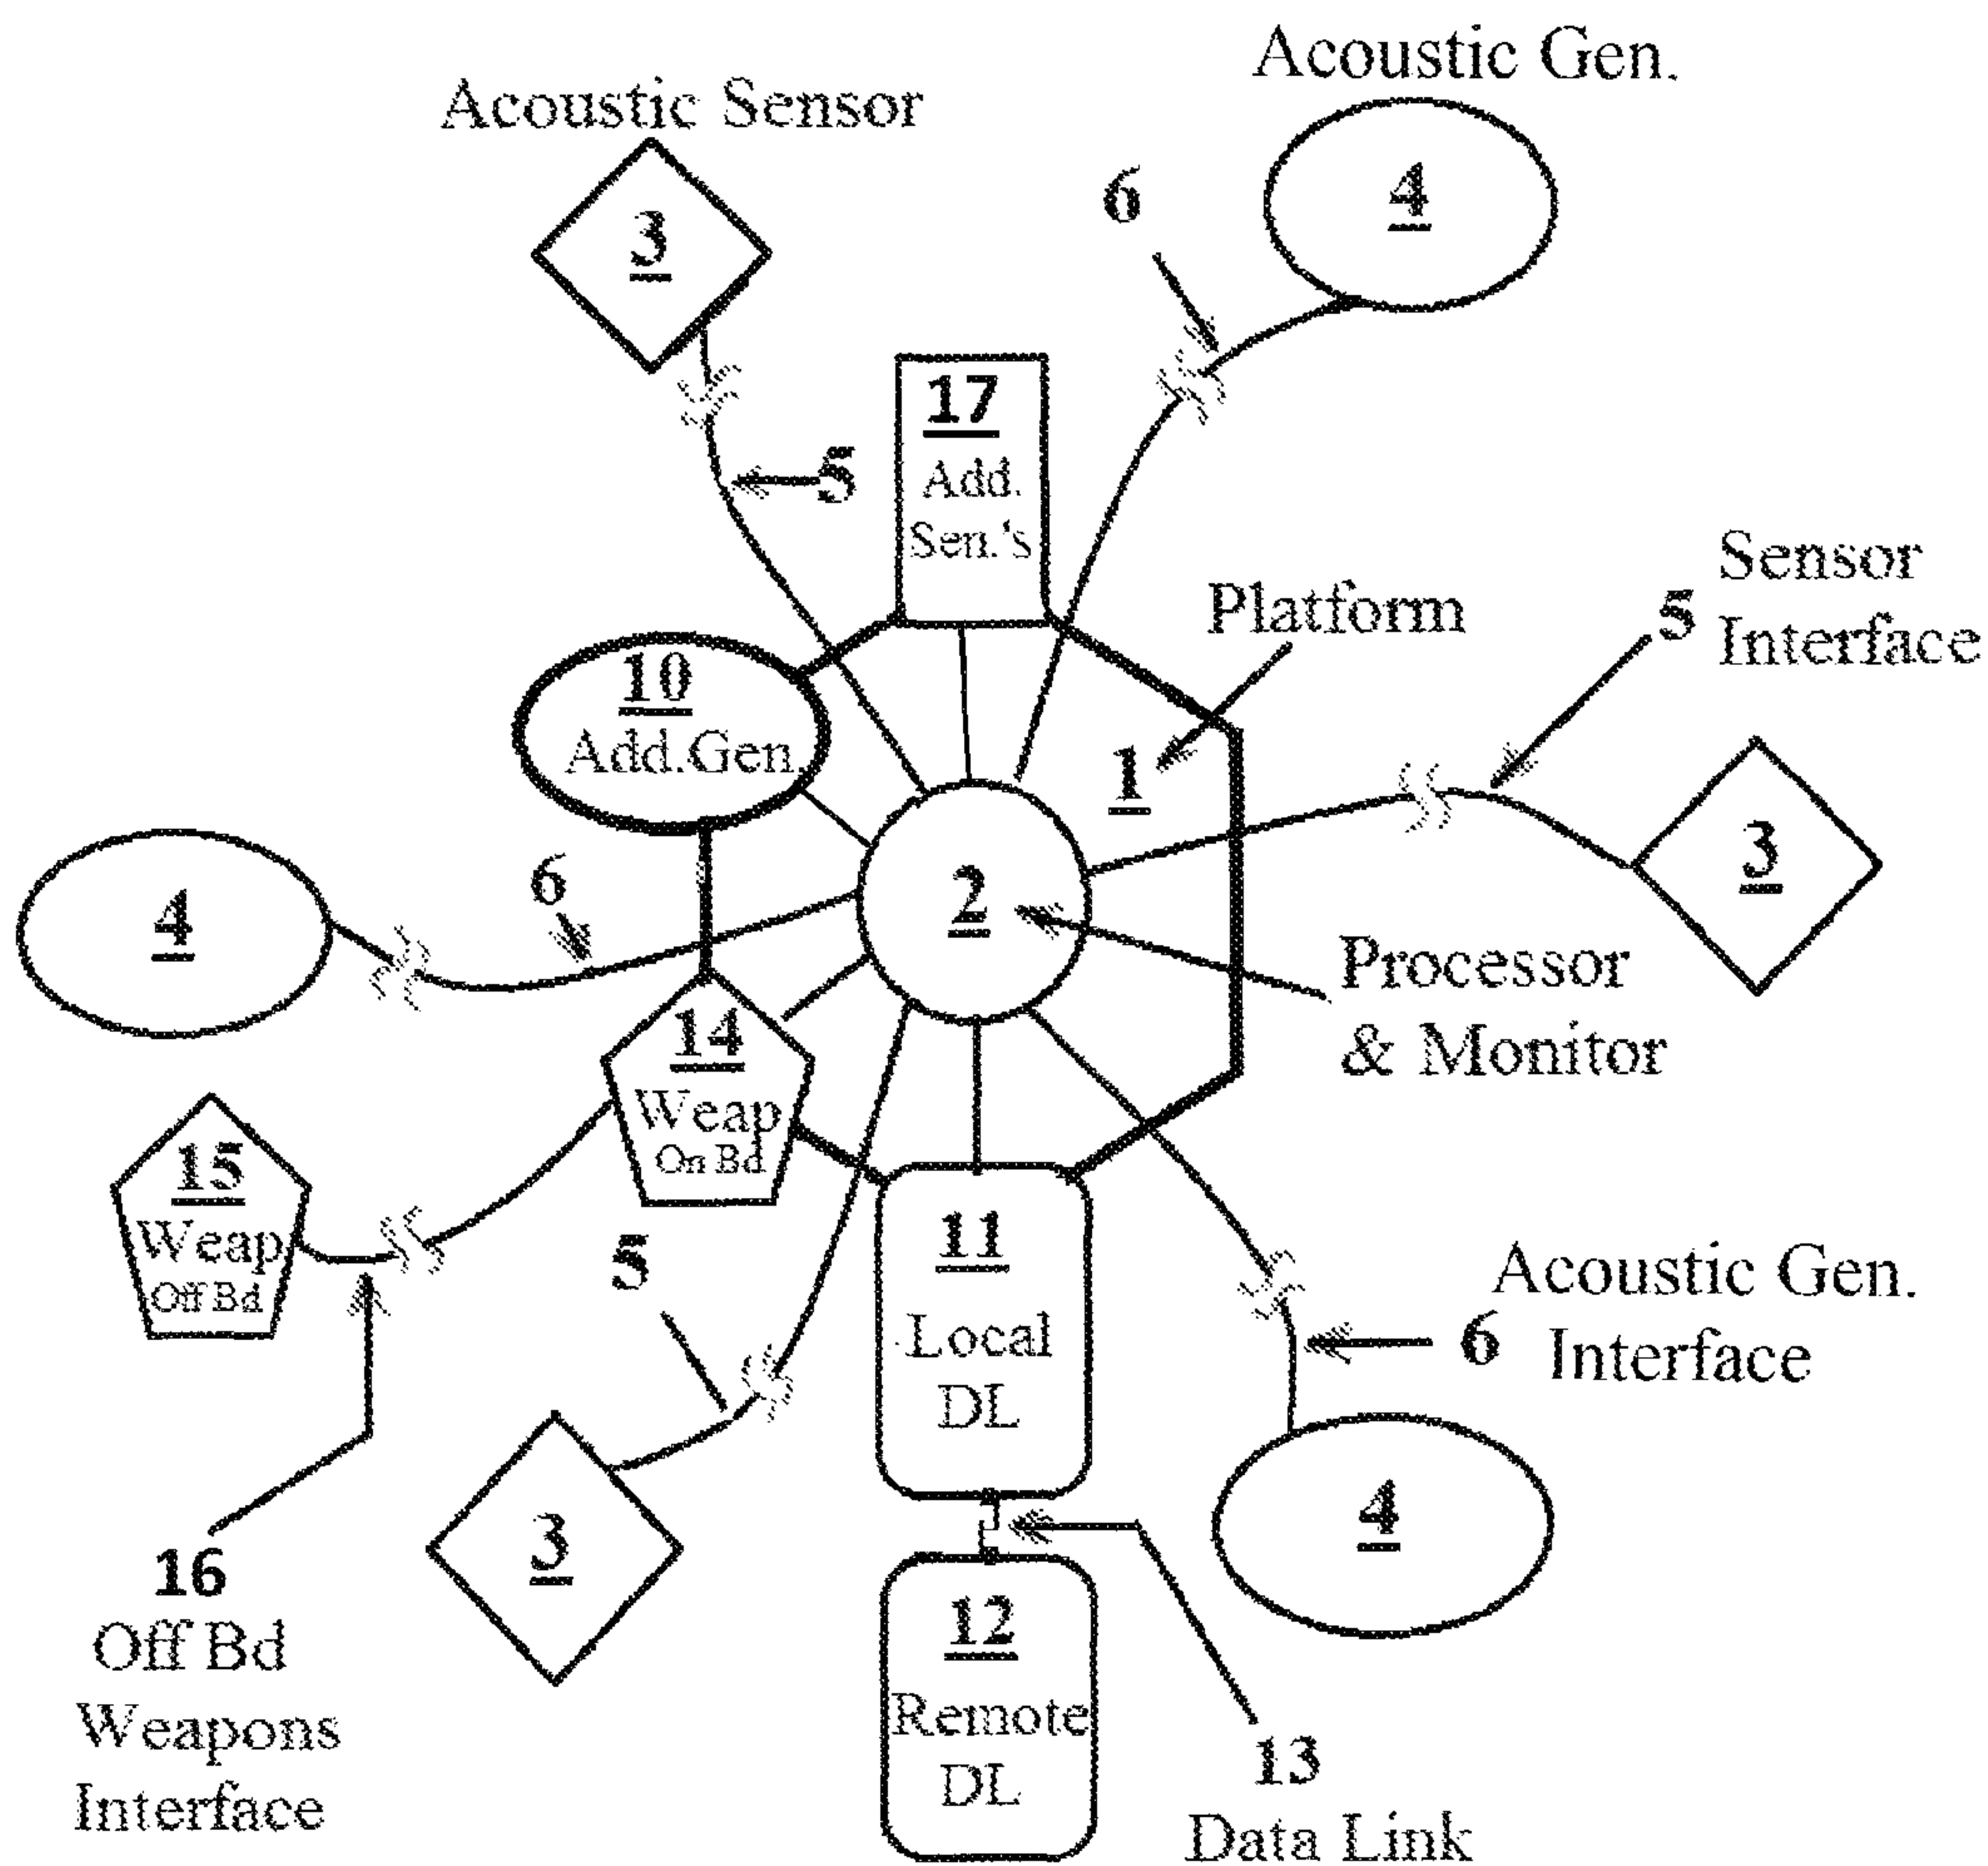 Acoustic Gen.
Acoustic Sensor
4
6
3
17
Add.
Sen.'s
5
Sensor
5
Interface
Platform
10
Add.Gen.
1
3
6
4
2
Processor
& Monitor
14
Weap
On Bd
15
Weap
Off Bd
5
11
Local
DL
Acoustic Gen.
6
Interface
4
16
Off Bd
Weapons
Interface
3
12
Remote
DL
13
Data Link